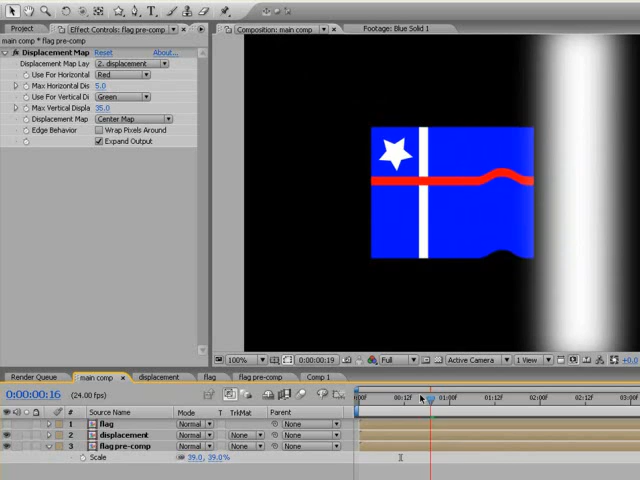 Project Effect Controls: flag pre-comp
Composition: main comp Footage: Blue Solid 1
main comp * flag pre-comp
fx Displacement Map Reset About...
Displacement Map Lay 2. displacement
Use For Horizontal Red
Max Horizontal Dis 5.0
Use For Vertical Di Green
Max Vertical Displa 35.0
Displacement Map Center Map
Edge Behavior Wrap Pixels Around
Expand Output
100% 0:00:00:19 Full Active Camera 1 View +0.0
Render Queue main comp × displacement flag flag pre-comp Comp 1
0:00:00:16 (24.00 fps)
:00f 00:12f 01:00f 01:12f 02:00f 02:12f 03:00f
# Source Name Mode T TrkMat Parent
1 flag Normal None
2 displacement Normal None None
3 flag pre-comp Normal None None
Scale 39.0, 39.0%